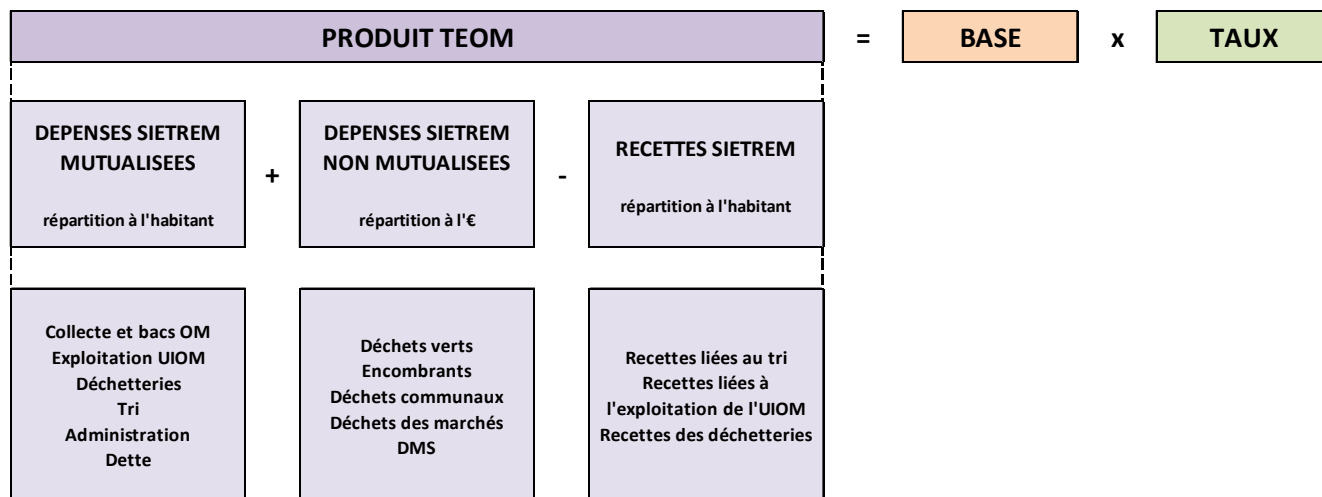 PRODUIT TEOM = BASE x TAUX
DEPENSES SIETREM
MUTUALISEES
répartition à l'habitant
+
DEPENSES SIETREM
NON MUTUALISEES
répartition à l'€
-
RECETTES SIETREM
répartition à l'habitant
Collecte et bacs OM
Exploitation UIOM
Déchetteries
Tri
Administration
Dette
Déchets verts
Encombrants
Déchets communaux
Déchets des marchés
DMS
Recettes liées au tri
Recettes liées à
l'exploitation de l'UIOM
Recettes des déchetteries